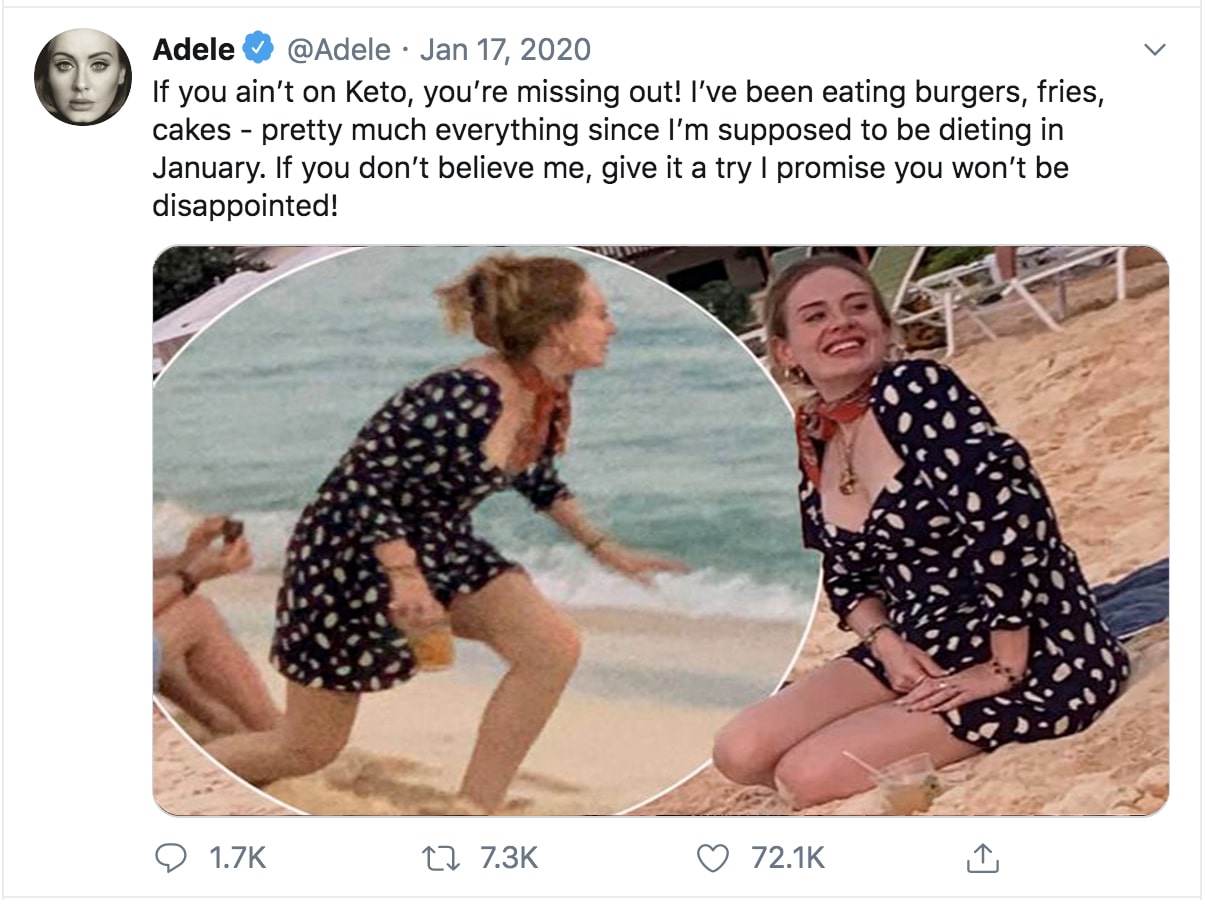 Adele @Adele · Jan 17, 2020
If you ain’t on Keto, you’re missing out! I’ve been eating burgers, fries,
cakes – pretty much everything since I’m supposed to be dieting in
January. If you don’t believe me, give it a try I promise you won’t be
disappointed!
1.7K 7.3K 72.1K